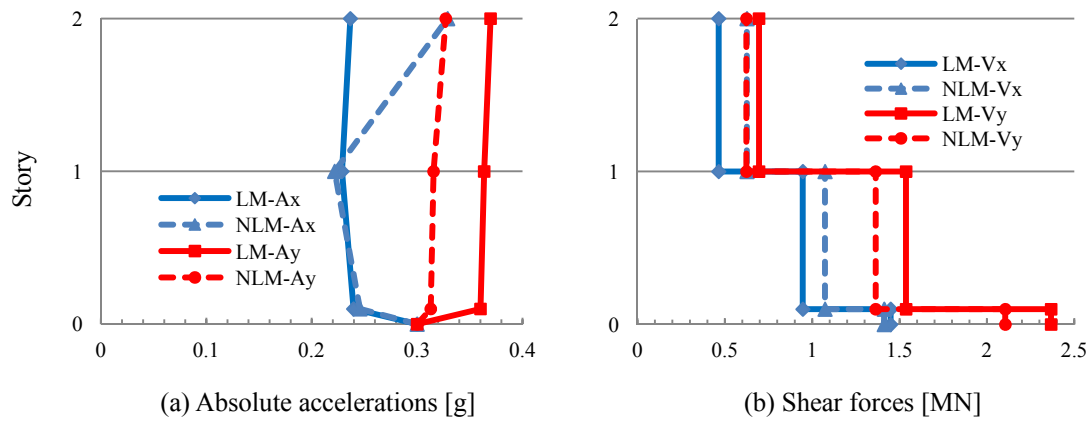 2
1
0
Story
0
0.1
0.2
0.3
0.4
LM-Ax
NLM-Ax
LM-Ay
NLM-Ay
(a) Absolute accelerations [g]
2
1
0
0
0.5
1
1.5
2
2.5
LM-Vx
NLM-Vx
LM-Vy
NLM-Vy
(b) Shear forces [MN]